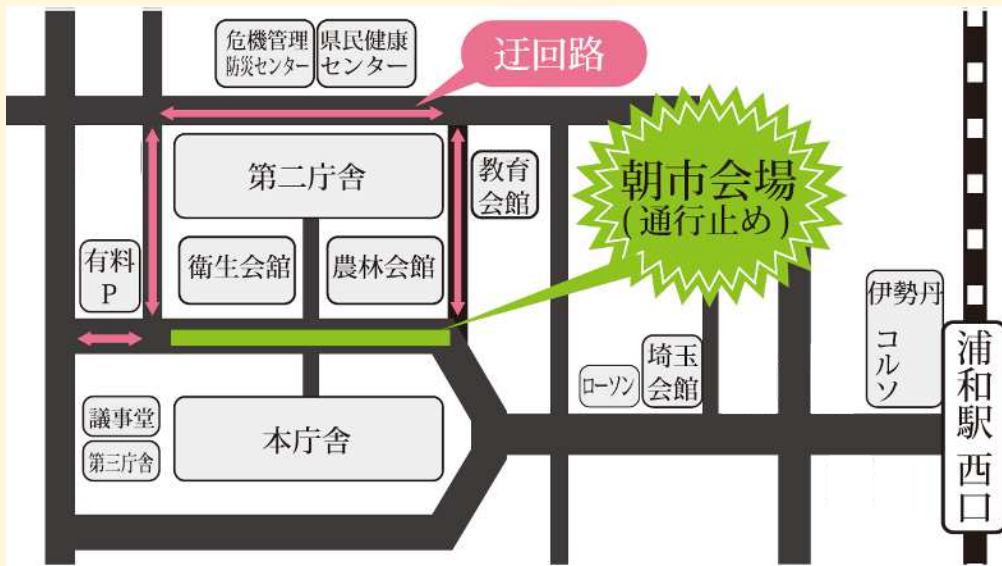 危機管理
防災センター
県民健康
センター
迂回路
第二庁舎
教育
会館
朝市会場
(通行止め)
有料
P
衛生会舘
農林会館
伊勢丹
コルソ
浦和駅 西口
ローソン
埼玉
会館
議事堂
第三庁舎
本庁舎